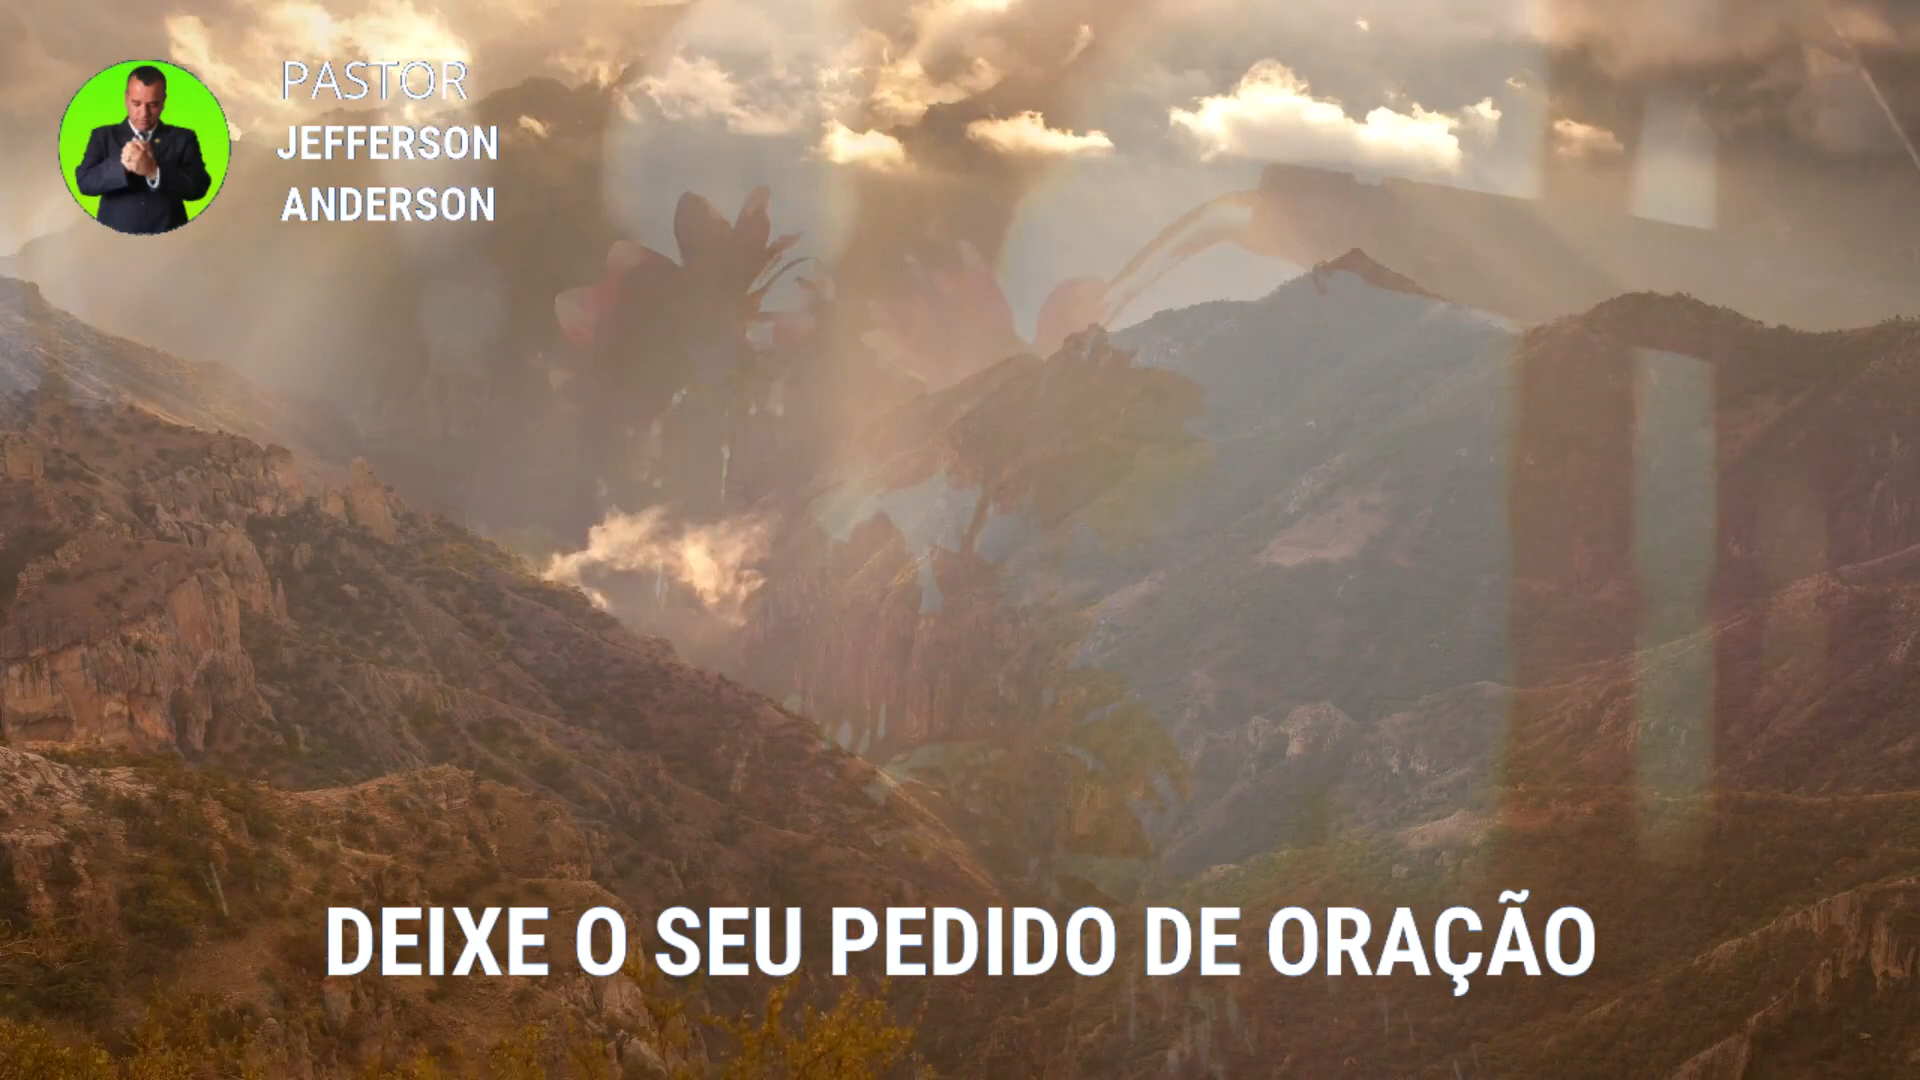 PASTOR
JEFFERSON
ANDERSON
DEIXE O SEU PEDIDO DE ORAÇÃO